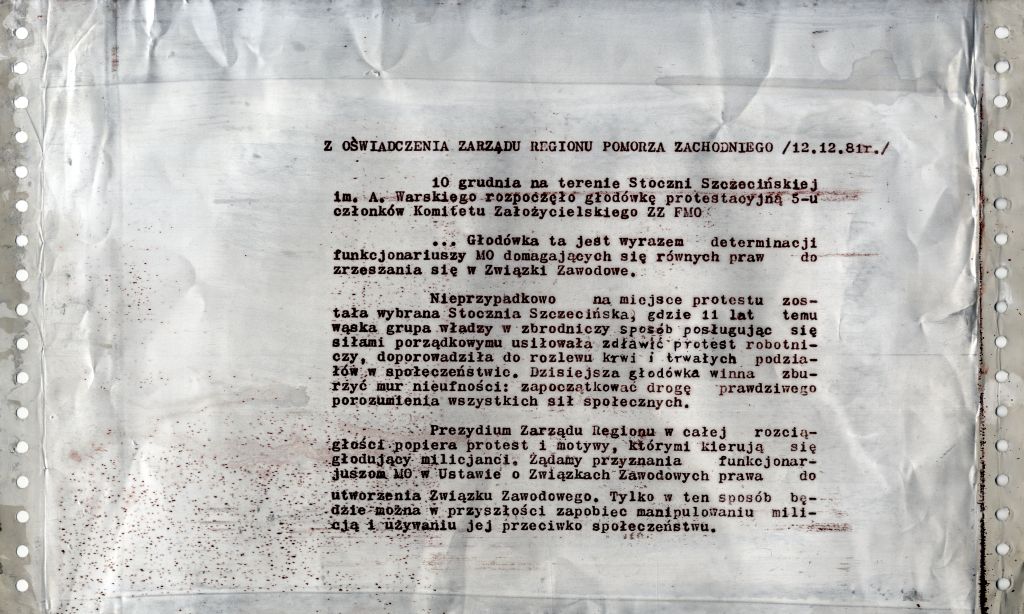 Z OŚWIADCZENIA ZARZĄDU REGIONU POMORZA ZACHODNIEGO /12.12.81r./
10 grudnia na terenie Stoczni Szczecińskiej
im. A. Warskiego rozpoczęło głodówkę protestacyjną 5-u
członków Komitetu Założycielskiego ZZ FMO
... Głodówka ta jest wyrazem determinacji
funkcjonariuszy MO domagających się równych praw do
zrzeszania się w Związki Zawodowe.
Nieprzypadkowo na miejsce protestu zos-
tała wybrana Stocznia Szczecińska, gdzie 11 lat temu
wąska grupa władzy w zbrodniczy sposób posługując się
siłami porządkowymu usiłowała zdławić protest robotni-
czy, doporowadziła do rozlewu krwi i trwałych podzia-
łów w społeczeństwie. Dzisiejsza głodówka winna zbu-
rzyć mur nieufności: zapoczątkować drogę prawdziwego
porozumienia wszystkich sił społecznych.
Prezydium Zarządu Regionu w całej rozcią-
głości popiera protest i motywy, którymi kierują się
głodujący milicjanci. Żądamy przyznania funkcjonar-
juszom MO w Ustawie o Związkach Zawodowych prawa do
utworzenia Związku Zawodowego. Tylko w ten sposób bę-
dzie można w przyszłości zapobiec manipulowaniu mili-
cją i używaniu jej przeciwko społeczeństwu.